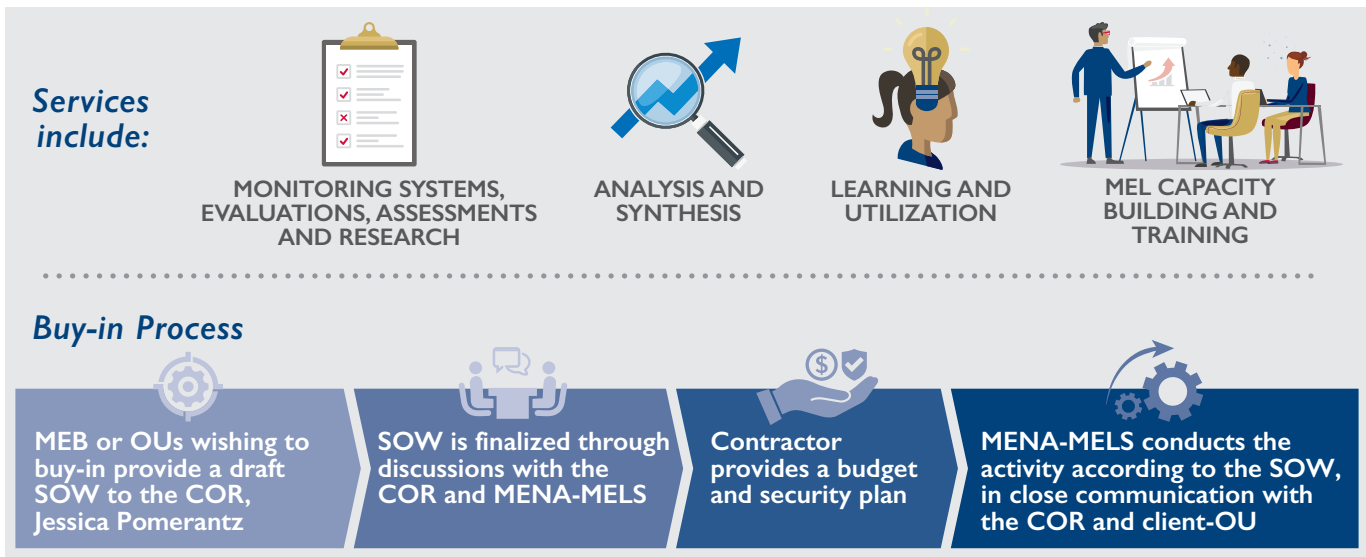 Services
include:
MONITORING SYSTEMS,
EVALUATIONS, ASSESSMENTS
AND RESEARCH
ANALYSIS AND
SYNTHESIS
LEARNING AND
UTILIZATION
MEL CAPACITY
BUILDING AND
TRAINING
Buy-in Process
MEB or OUs wishing to
buy-in provide a draft
SOW to the COR,
Jessica Pomerantz
SOW is finalized through
discussions with the
COR and MENA-MELS
$
Contractor
provides a budget
and security plan
MENA-MELS conducts the
activity according to the SOW,
in close communication with
the COR and client-OU